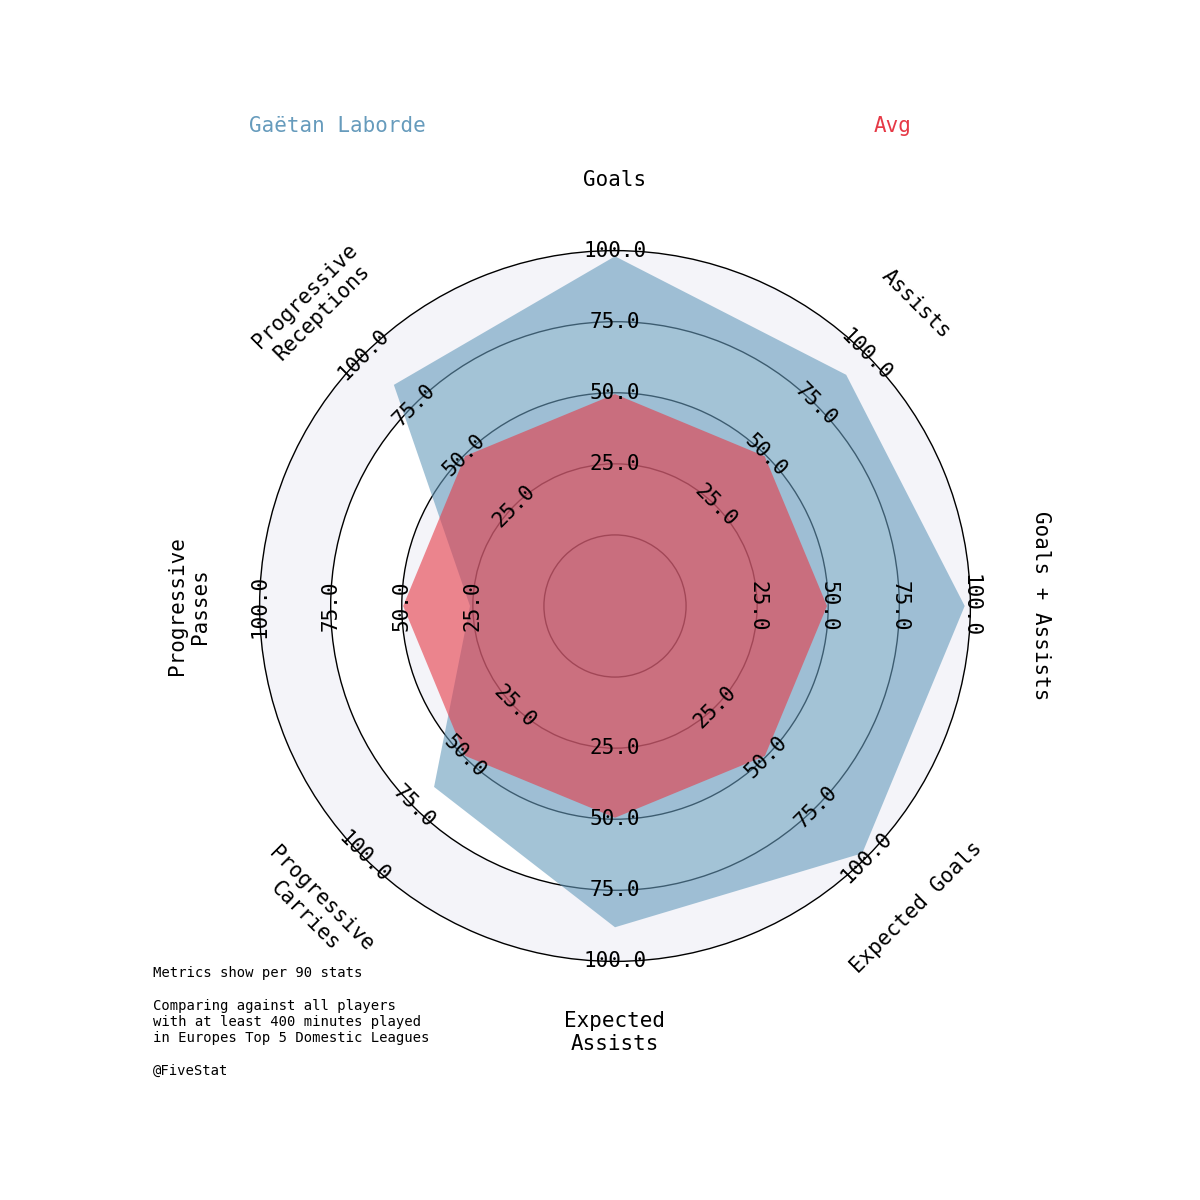 Gaëtan Laborde
Avg
Goals
Assists
Goals + Assists
Expected Goals
Expected
Assists
Progressive
Carries
Progressive
Passes
Progressive
Receptions
25.0
50.0
75.0
100.0
25.0
50.0
75.0
100.0
25.0
50.0
75.0
100.0
25.0
50.0
75.0
100.0
25.0
50.0
75.0
100.0
25.0
50.0
75.0
100.0
25.0
50.0
75.0
100.0
25.0
50.0
75.0
100.0
Metrics show per 90 stats
Comparing against all players
with at least 400 minutes played
in Europes Top 5 Domestic Leagues
@FiveStat